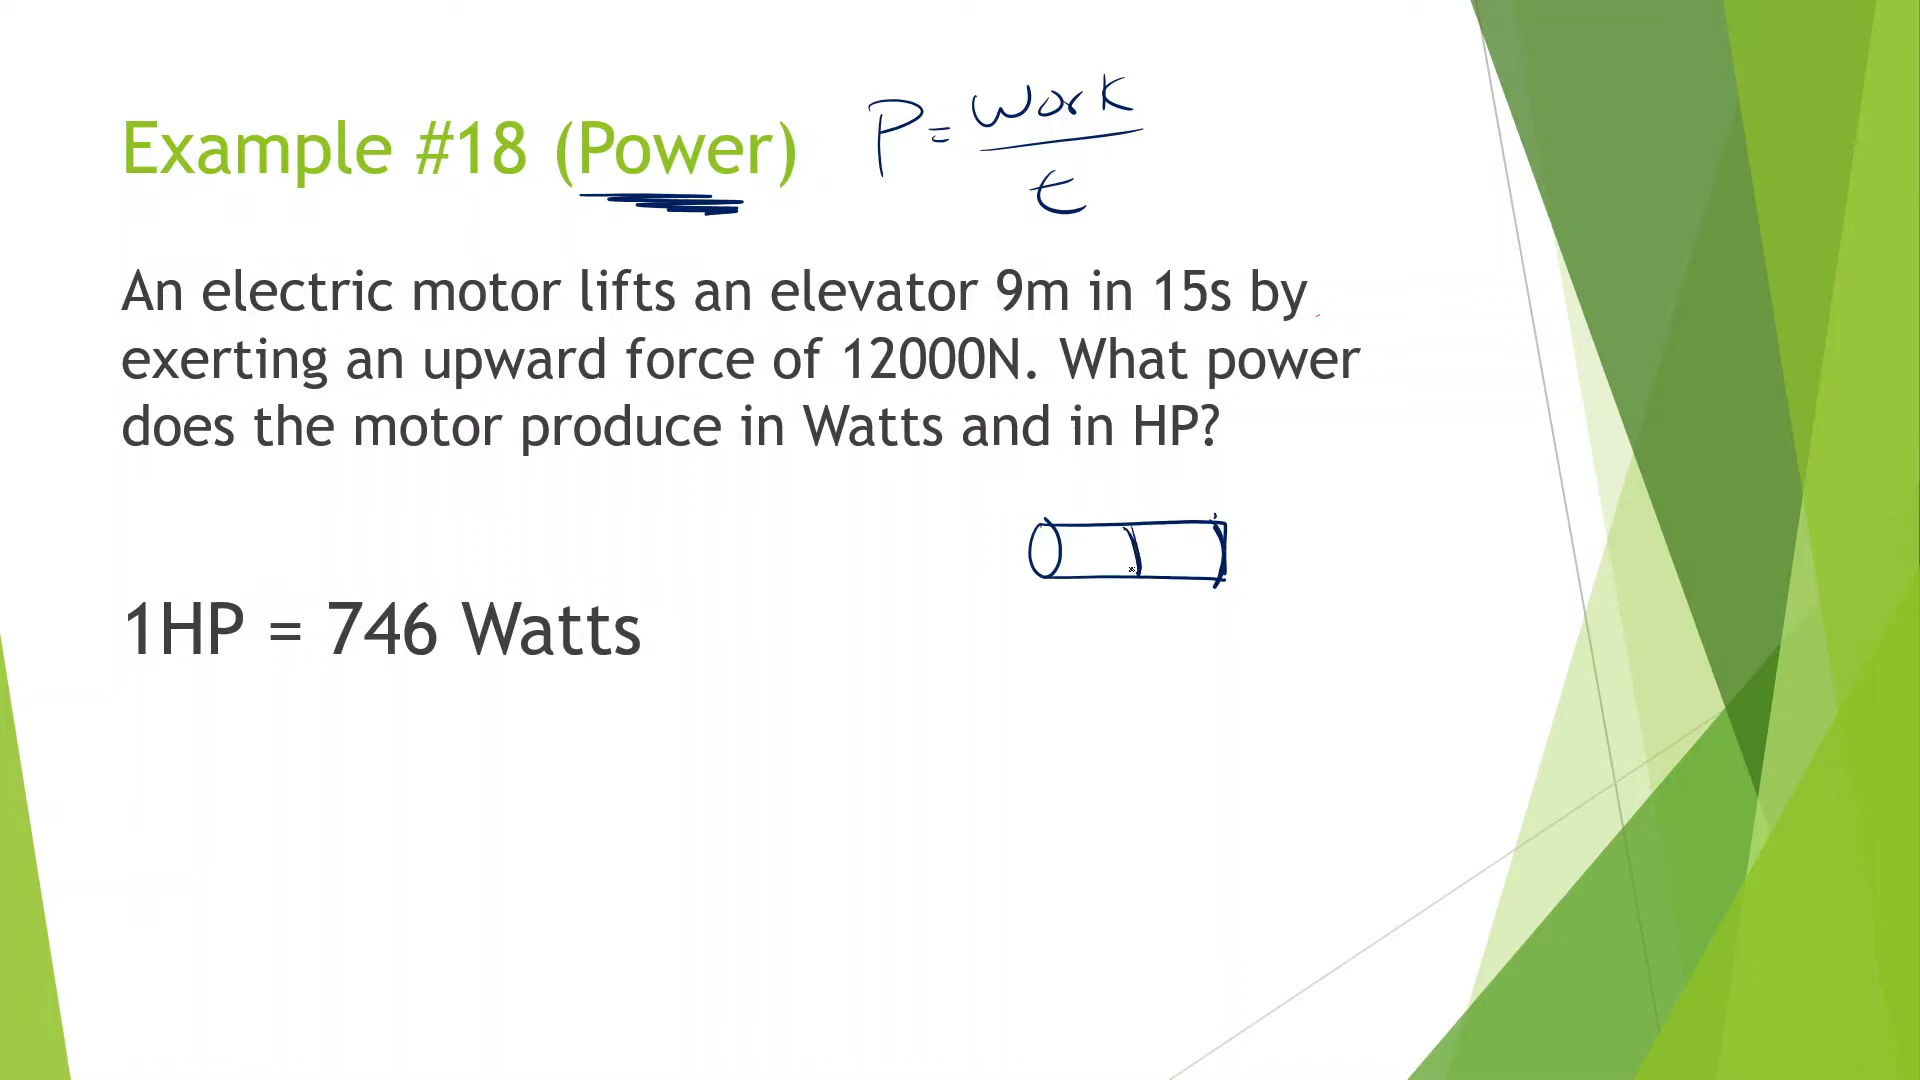 Example #18 (Power)
P = work
t
An electric motor lifts an elevator 9m in 15s by
exerting an upward force of 12000N. What power
does the motor produce in Watts and in HP?
1HP = 746 Watts